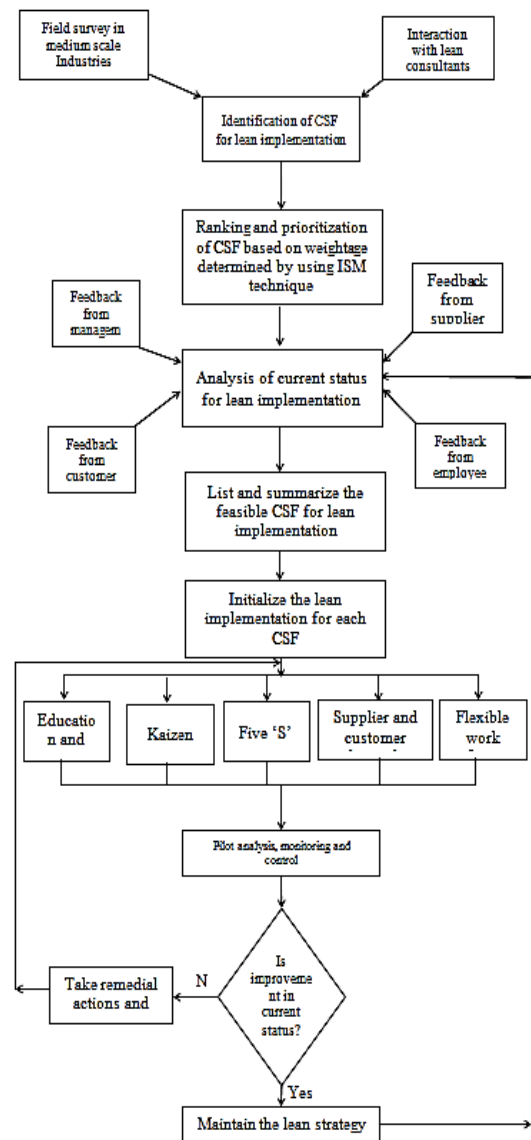 Field survey in
medium scale
Industries
Interaction
with lean
consultants
Identification of CSF
for lean implementation
Ranking and prioritization
of CSF based on weightage
determined by using ISM
technique
Feedback
from
managem
Feedback
from
supplier
Analysis of current status
for lean implementation
Feedback
from
customer
Feedback
from
employee
List and summarize the
feasible CSF for lean
implementation
Initialize the lean
implementation for each
CSF
Educatio
n and
Kaizen
Five ‘S’
Supplier and
customer
Flexible
work
Pilot analysis, monitoring and
control
Is
improveme
nt in
current
status?
N
Take remedial
actions and
Yes
Maintain the lean strategy